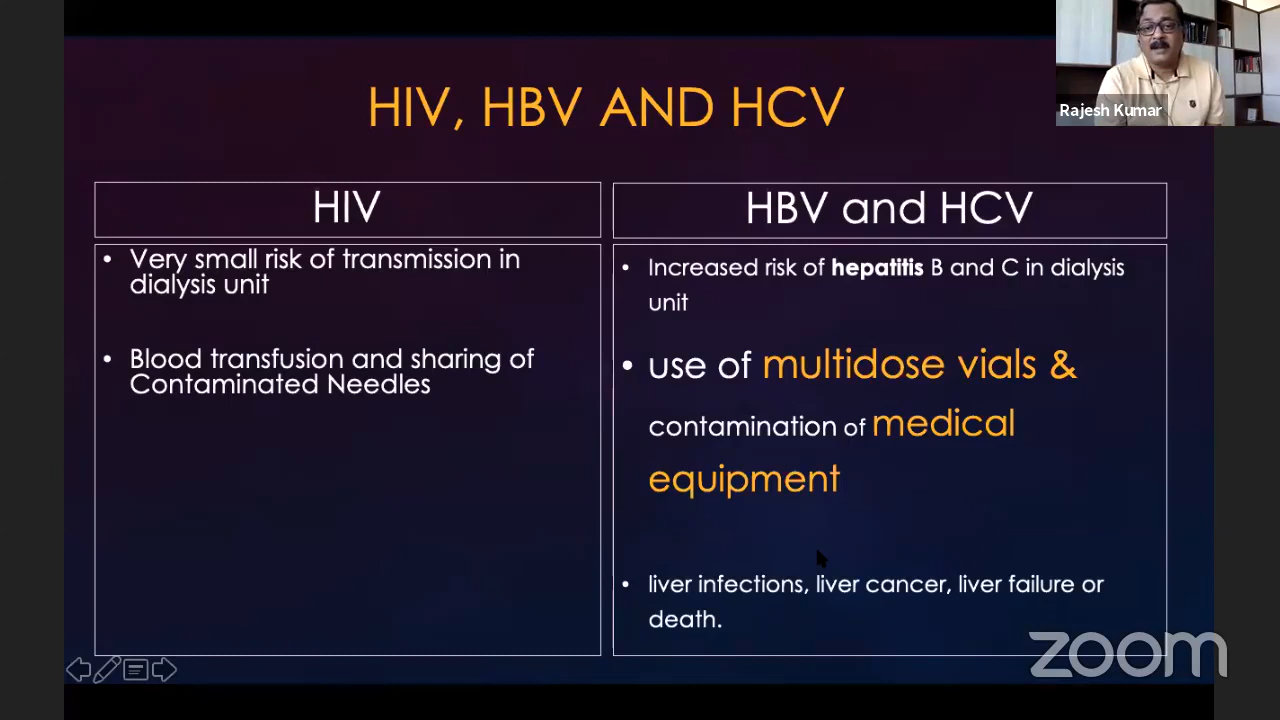 HIV, HBV AND HCV
Rajesh Kumar
HIV
• Very small risk of transmission in
dialysis unit
• Blood transfusion and sharing of
Contaminated Needles
HBV and HCV
• Increased risk of hepatitis B and C in dialysis
unit
• use of multidose vials &
contamination of medical
equipment
• liver infections, liver cancer, liver failure or
death.
zoom